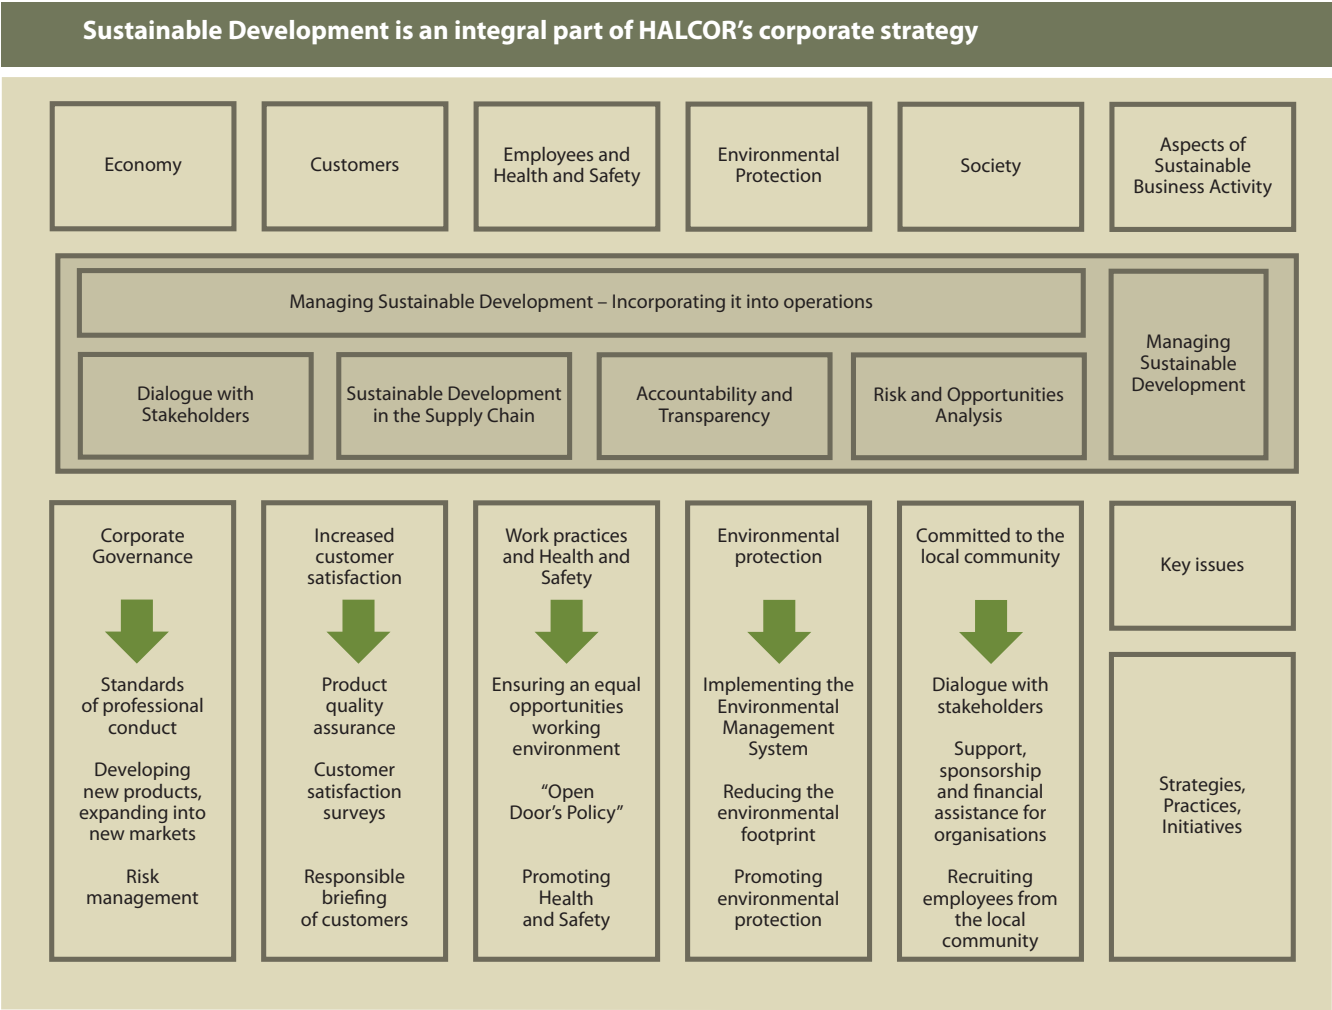 Sustainable Development is an integral part of HALCOR’s corporate strategy
Economy
Customers
Employees and
Health and Safety
Environmental
Protection
Society
Aspects of
Sustainable
Business Activity
Managing Sustainable Development – Incorporating it into operations
Dialogue with
Stakeholders
Sustainable Development
in the Supply Chain
Accountability and
Transparency
Risk and Opportunities
Analysis
Managing
Sustainable
Development
Corporate
Governance
Standards
of professional
conduct
Developing
new products,
expanding into
new markets
Risk
management
Increased
customer
satisfaction
Product
quality
assurance
Customer
satisfaction
surveys
Responsible
briefing
of customers
Work practices
and Health and
Safety
Ensuring an equal
opportunities
working
environment
“Open
Door’s Policy”
Promoting
Health
and Safety
Environmental
protection
Implementing the
Environmental
Management
System
Reducing the
environmental
footprint
Promoting
environmental
protection
Committed to the
local community
Dialogue with
stakeholders
Support,
sponsorship
and financial
assistance for
organisations
Recruiting
employees from
the local
community
Key issues
Strategies,
Practices,
Initiatives